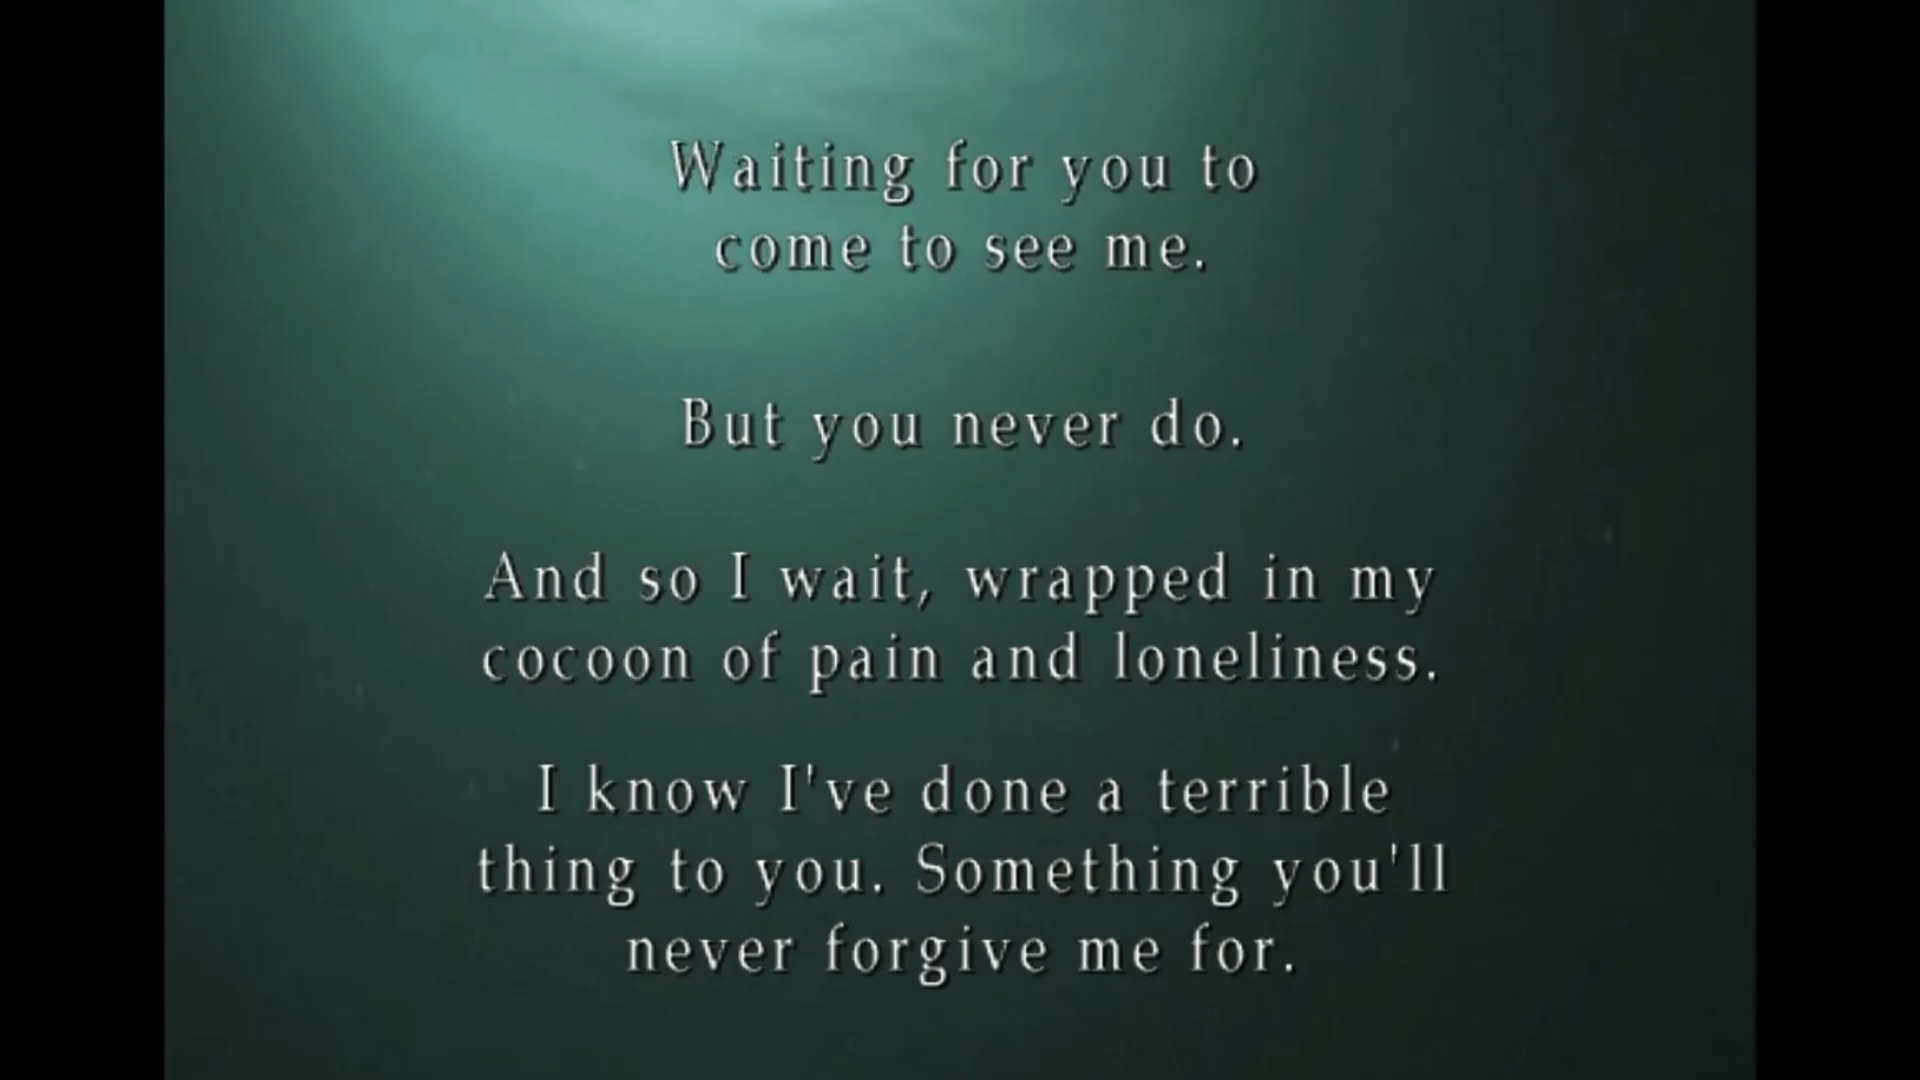 Waiting for you to
come to see me.
But you never do.
And so I wait, wrapped in my
cocoon of pain and loneliness.
I know I've done a terrible
thing to you. Something you'll
never forgive me for.